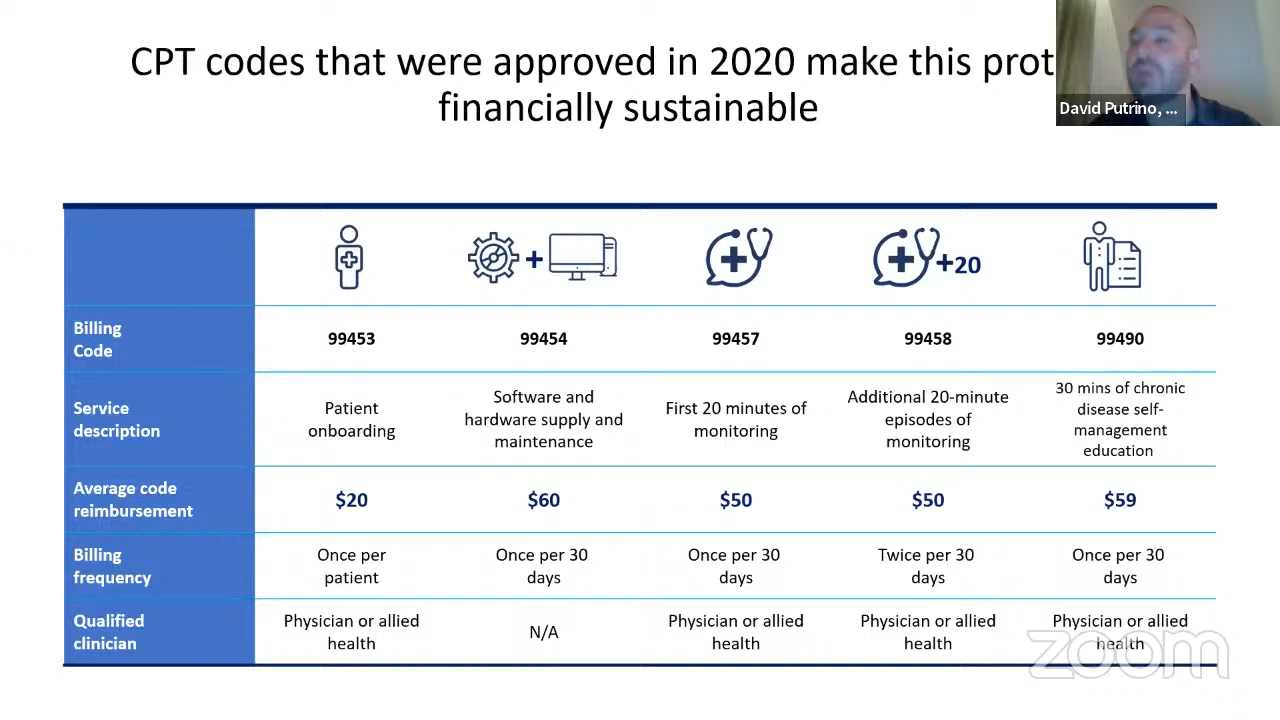 CPT codes that were approved in 2020 make this prot
financially sustainable
David Putrino, ...
+
+20
Billing
Code
99453
99454
99457
99458
99490
Service
description
Patient
onboarding
Software and
hardware supply and
maintenance
First 20 minutes of
monitoring
Additional 20-minute
episodes of
monitoring
30 mins of chronic
disease self-
management
education
Average code
reimbursement
$20
$60
$50
$50
$59
Billing
frequency
Once per
patient
Once per 30
days
Once per 30
days
Twice per 30
days
Once per 30
days
Qualified
clinician
Physician or allied
health
N/A
Physician or allied
health
Physician or allied
health
Physician or allied
health
zoom